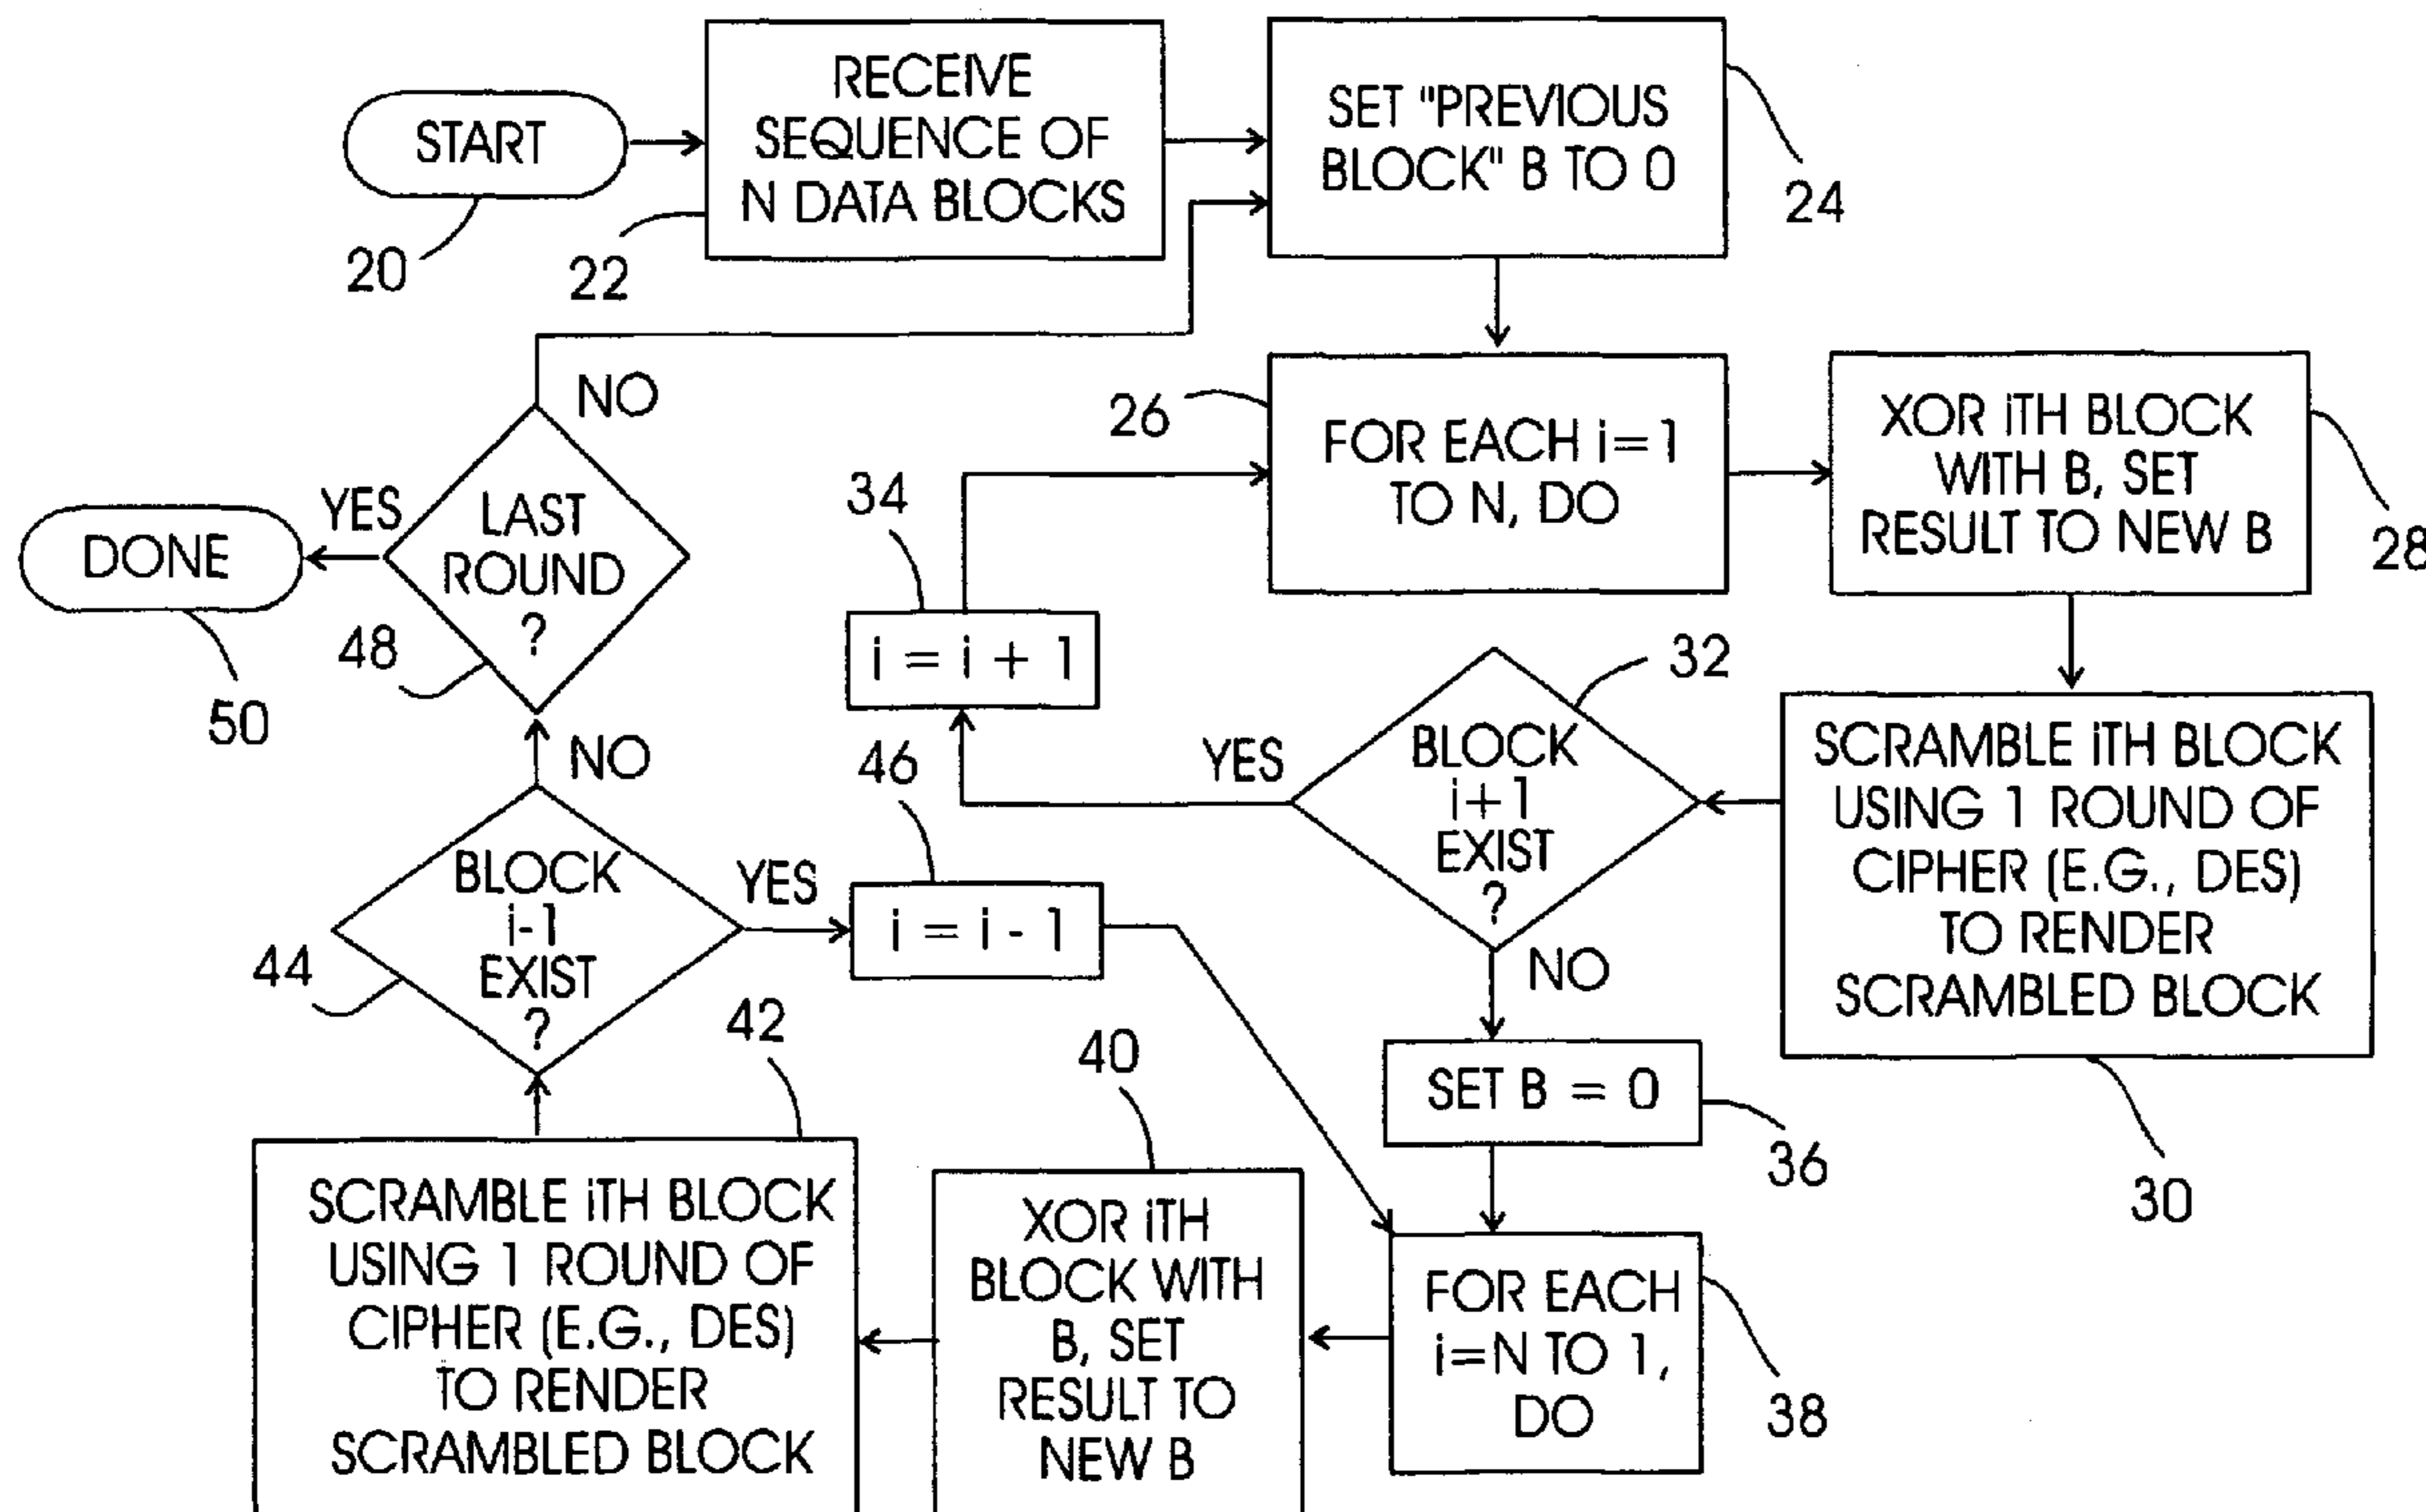 START
20
RECEIVE
SEQUENCE OF
N DATA BLOCKS
22
SET "PREVIOUS
BLOCK" B TO 0
24
26
FOR EACH i=1
TO N, DO
XOR iTH BLOCK
WITH B, SET
RESULT TO NEW B
28
SCRAMBLE iTH BLOCK
USING 1 ROUND OF
CIPHER (E.G., DES)
TO RENDER
SCRAMBLED BLOCK
30
32
BLOCK
i+1
EXIST
?
YES
34
i = i + 1
NO
SET B = 0
36
FOR EACH
i=N TO 1,
DO
38
40
XOR iTH
BLOCK WITH
B, SET
RESULT TO
NEW B
42
SCRAMBLE iTH BLOCK
USING 1 ROUND OF
CIPHER (E.G., DES)
TO RENDER
SCRAMBLED BLOCK
44
BLOCK
i-1
EXIST
?
YES
46
i = i - 1
NO
LAST
ROUND
?
48
NO
YES
DONE
50